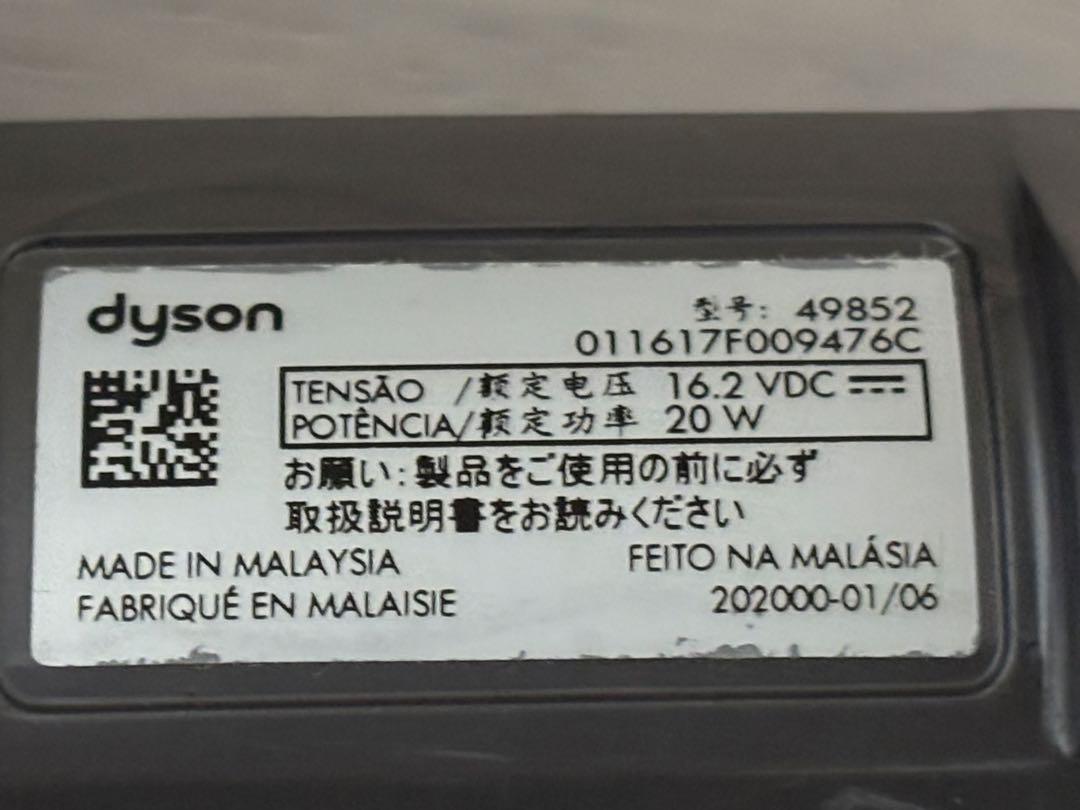 dyson
型号: 49852
011617F009476C
TENSÃO /额定电压 16.2 VDC
POTÊNCIA/额定功率 20 W
お願い:製品をご使用の前に必ず
取扱説明書をお読みください
MADE IN MALAYSIA FEITO NA MALÁSIA
FABRIQUÉ EN MALAISIE 202000-01/06